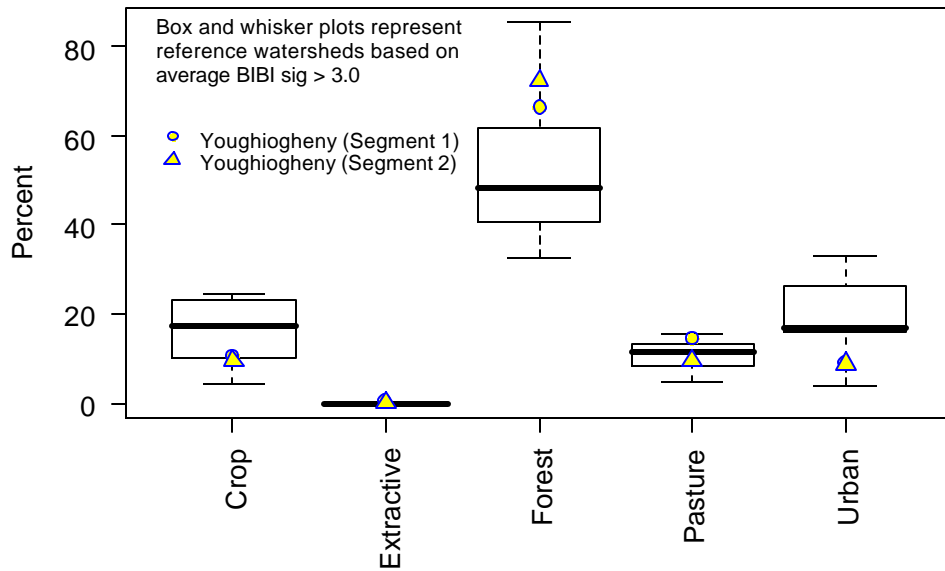 Box and whisker plots represent
reference watersheds based on
average BIBI sig > 3.0
Youghiogheny (Segment 1)
Youghiogheny (Segment 2)
Percent
80
60
40
20
0
Crop
Extractive
Forest
Pasture
Urban